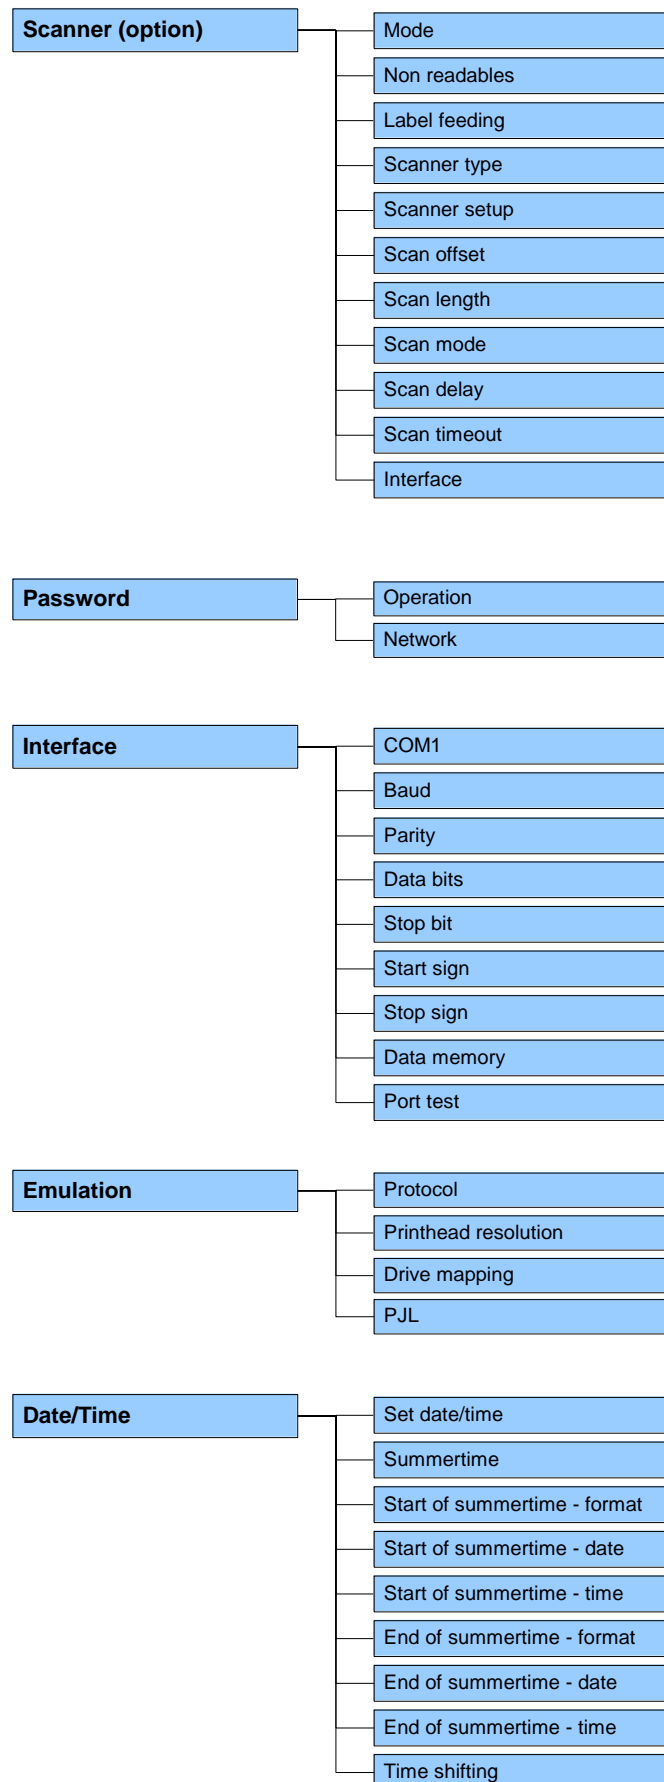 Scanner (option)
Mode
Non readables
Label feeding
Scanner type
Scanner setup
Scan offset
Scan length
Scan mode
Scan delay
Scan timeout
Interface
Password
Operation
Network
Interface
COM1
Baud
Parity
Data bits
Stop bit
Start sign
Stop sign
Data memory
Port test
Emulation
Protocol
Printhead resolution
Drive mapping
PJL
Date/Time
Set date/time
Summertime
Start of summertime - format
Start of summertime - date
Start of summertime - time
End of summertime - format
End of summertime - date
End of summertime - time
Time shifting